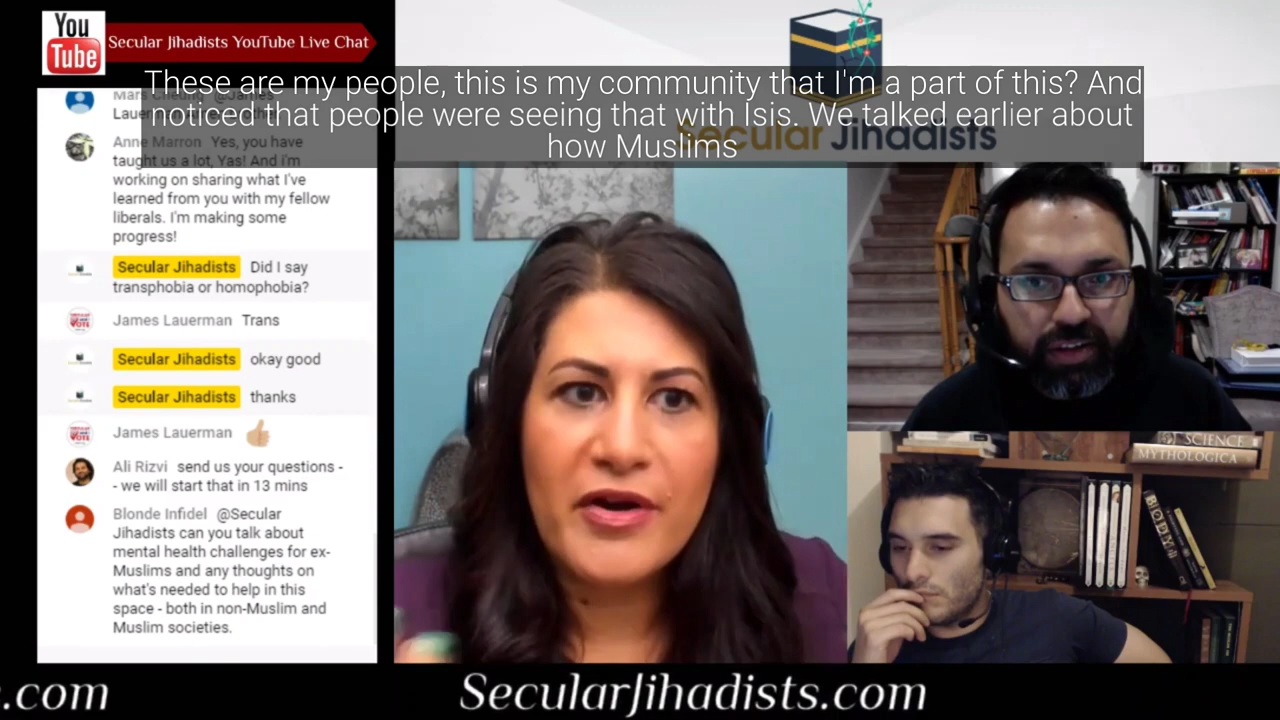 You
Tube
Secular Jihadists YouTube Live Chat
These are my people, this is my community that I'm a part of this? And
noticed that people were seeing that with Isis. We talked earlier about
how Muslims
Secular Jihadists
Anne Marron Yes, you have
taught us a lot, Yas! And I'm
working on sharing what I've
learned from you with my fellow
liberals. I'm making some
progress!
Secular Jihadists Did I say
transphobia or homophobia?
James Lauerman Trans
Secular Jihadists okay good
Secular Jihadists thanks
James Lauerman
Ali Rizvi send us your questions -
- we will start that in 13 mins
Blonde Infidel @Secular
Jihadists can you talk about
mental health challenges for ex-
Muslims and any thoughts on
what's needed to help in this
space - both in non-Muslim and
Muslim societies.
SCIENCE
MYTHOLOGICA
BODY
.com
SecularJihadists.com